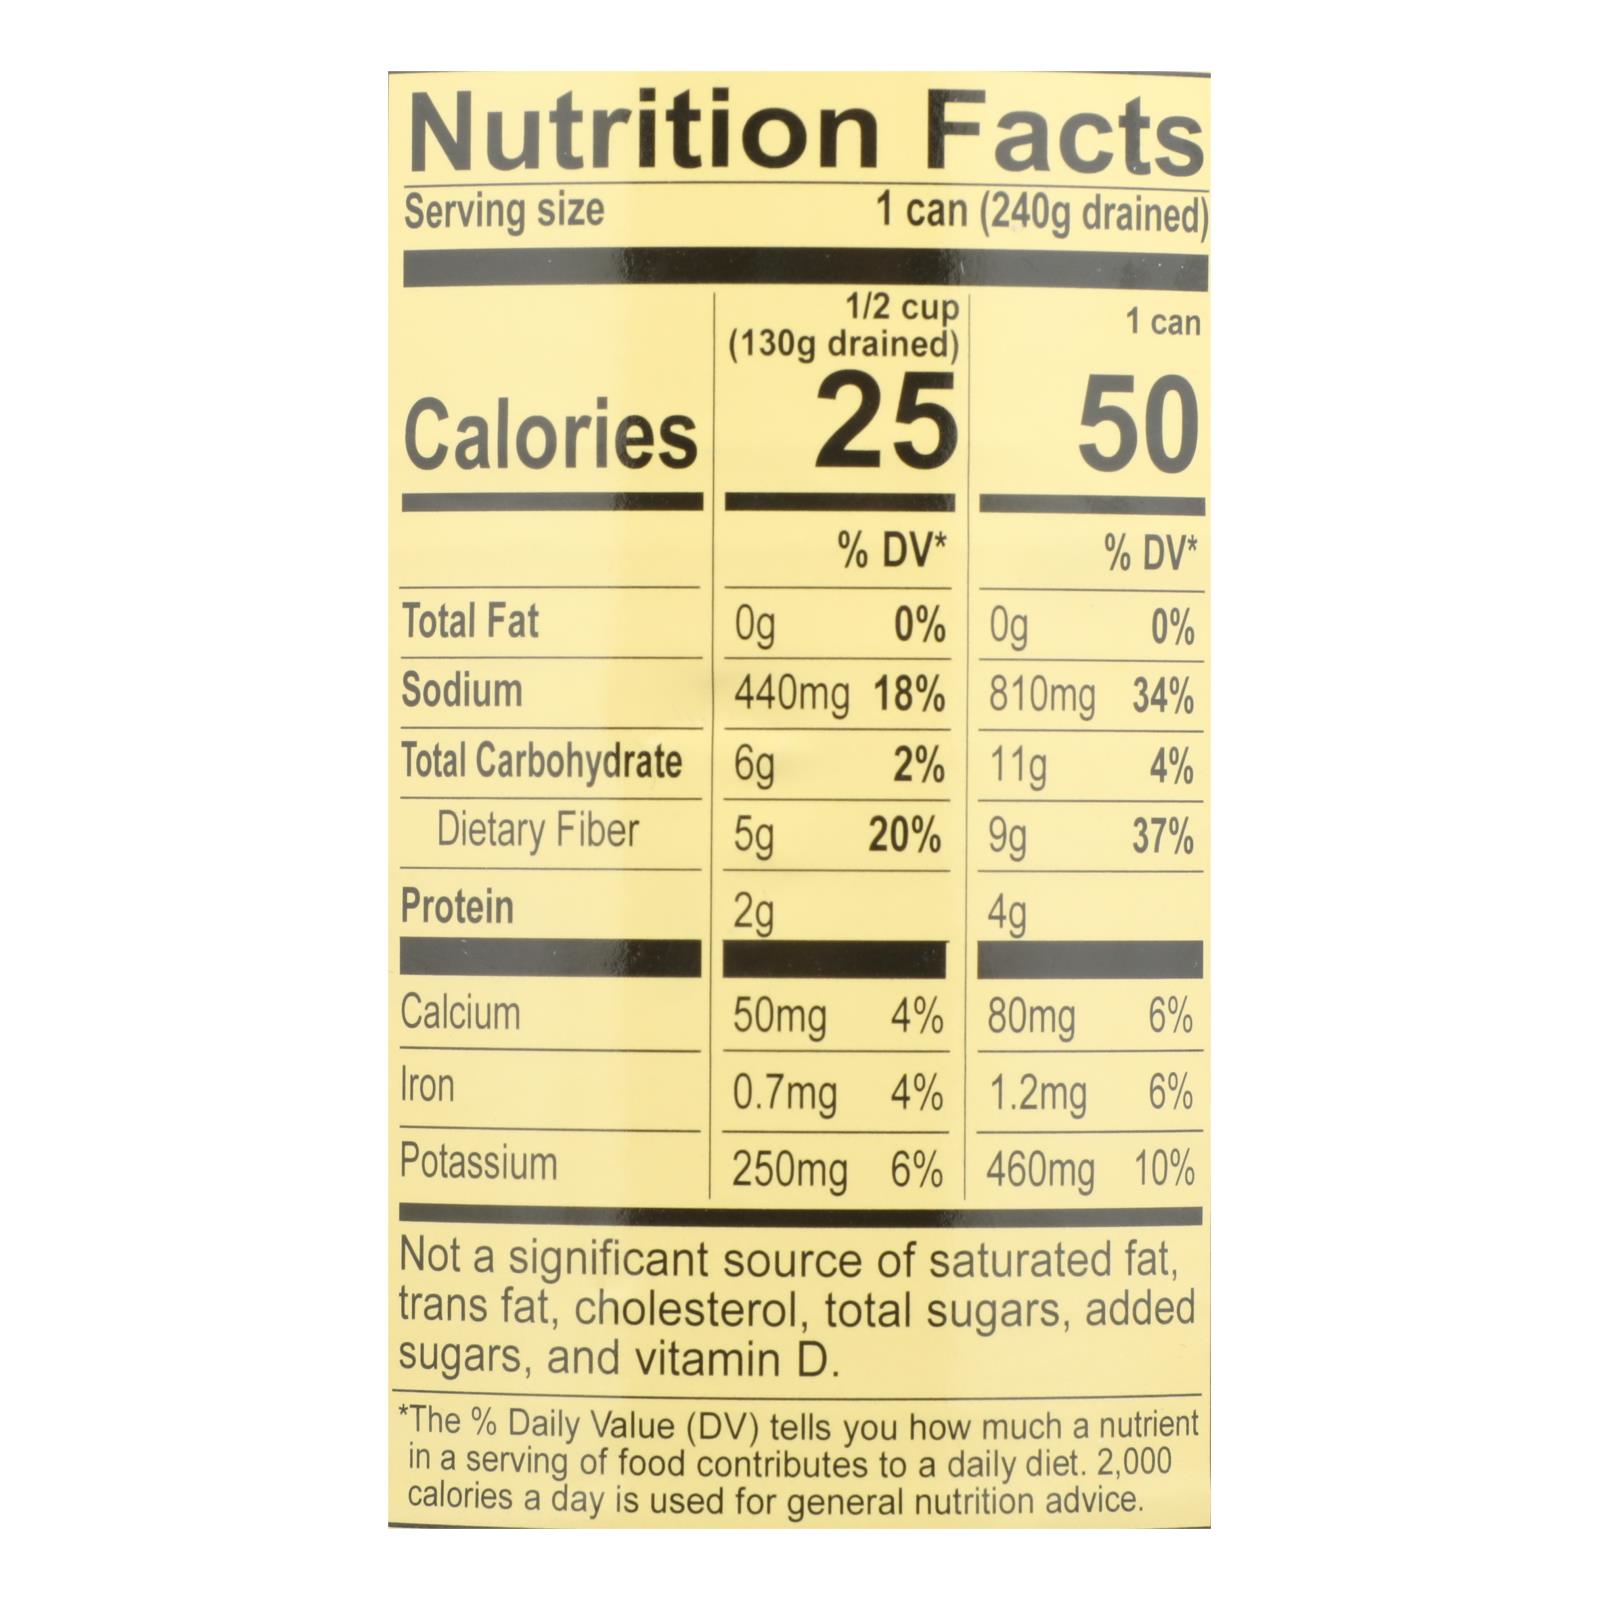 Nutrition Facts
Serving size 1 can (240g drained)
1/2 cup 1 can
(130g drained)
Calories 25 50
% DV* % DV*
Total Fat 0g 0% 0g 0%
Sodium 440mg 18% 810mg 34%
Total Carbohydrate 6g 2% 11g 4%
Dietary Fiber 5g 20% 9g 37%
Protein 2g 4g
Calcium 50mg 4% 80mg 6%
Iron 0.7mg 4% 1.2mg 6%
Potassium 250mg 6% 460mg 10%
Not a significant source of saturated fat,
trans fat, cholesterol, total sugars, added
sugars, and vitamin D.
*The % Daily Value (DV) tells you how much a nutrient
in a serving of food contributes to a daily diet. 2,000
calories a day is used for general nutrition advice.